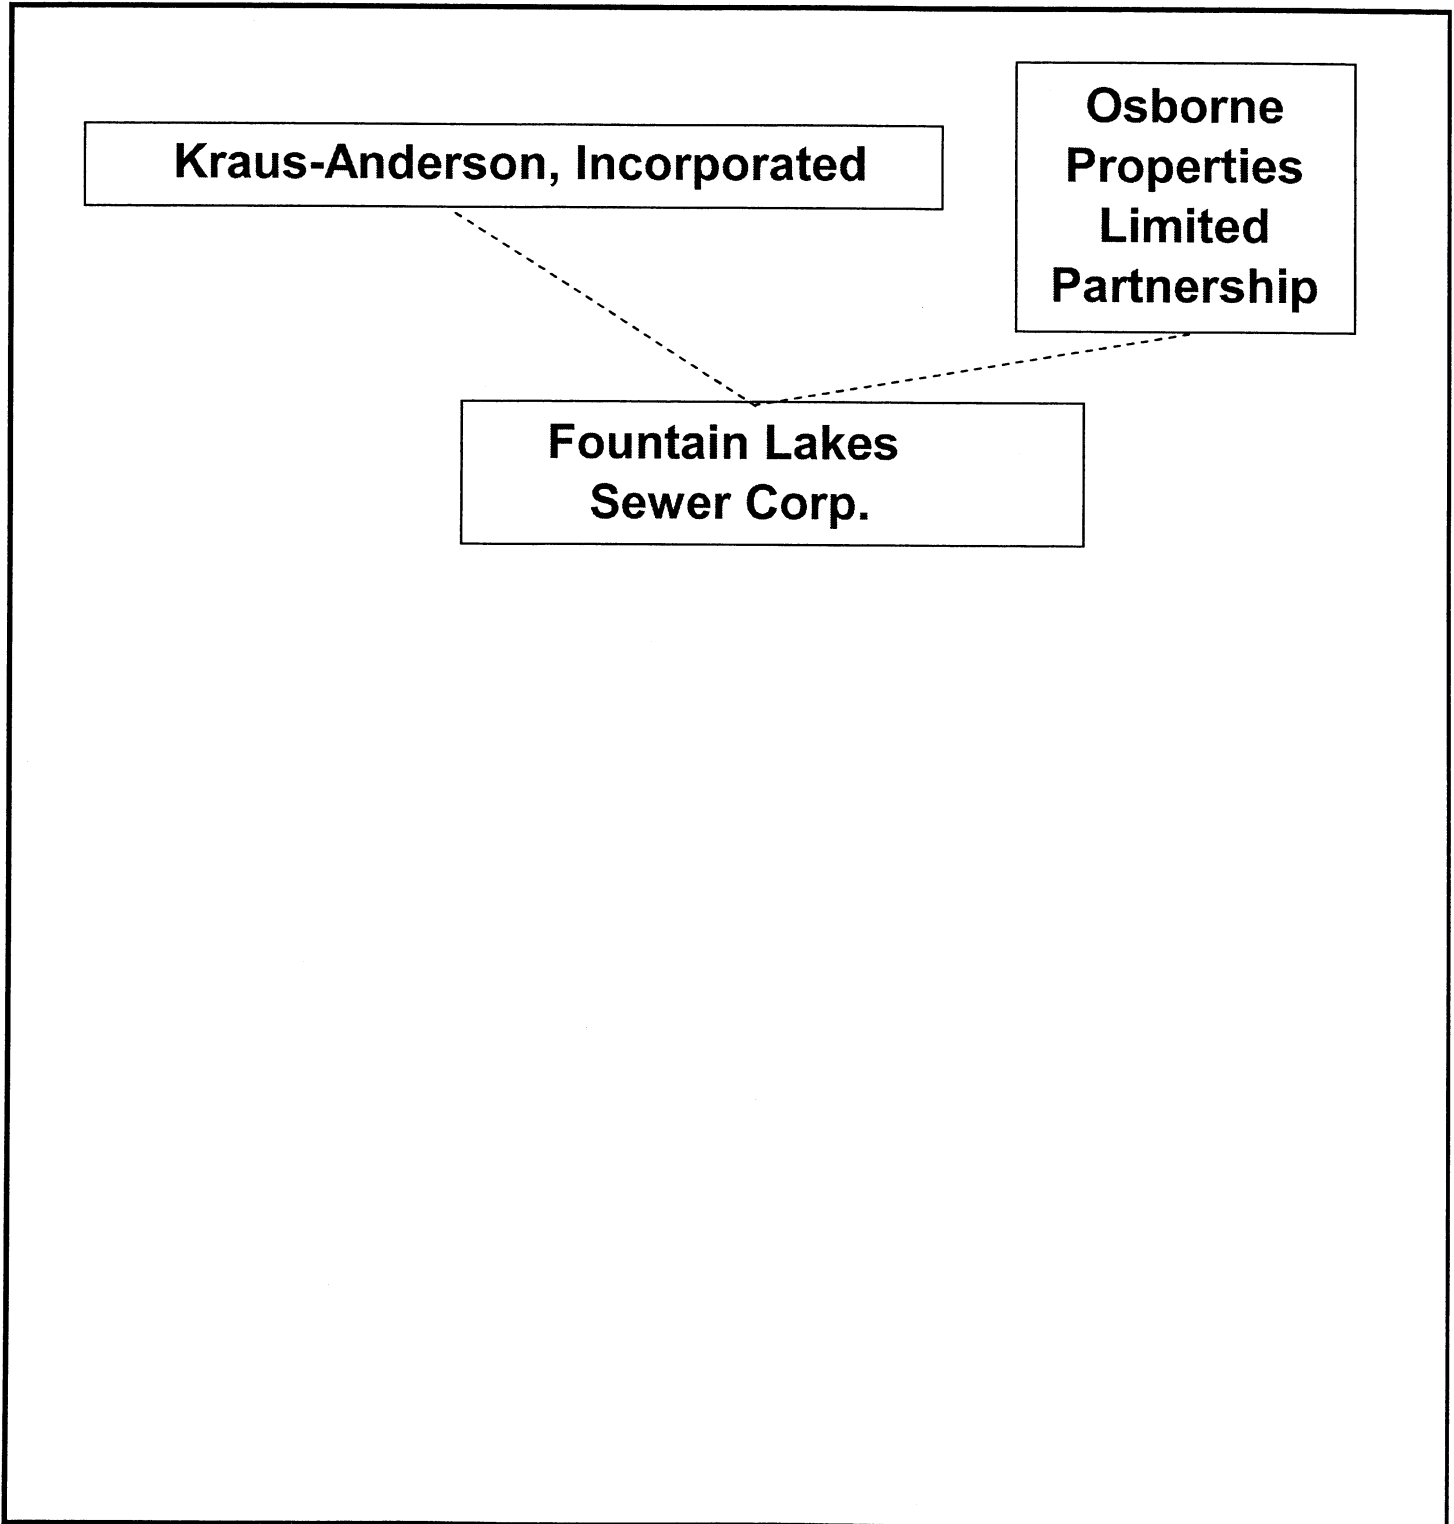 Kraus-Anderson, Incorporated
Osborne
Properties
Limited
Partnership
Fountain Lakes
Sewer Corp.